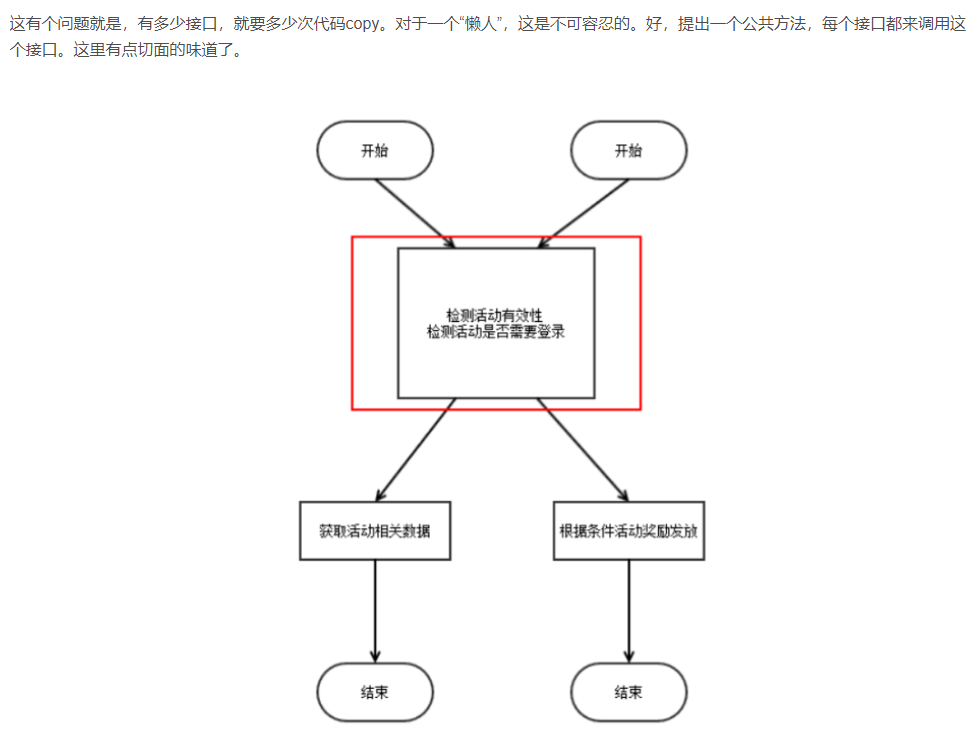 这有个问题就是，有多少接口，就要多少次代码copy。对于一个“懒人”，这是不可容忍的。好，提出一个公共方法，每个接口都来调用这
个接口。这里有点切面的味道了。
开始
开始
检测活动有效性
检测活动是否需要登录
获取活动相关数据
根据条件活动奖励发放
结束
结束